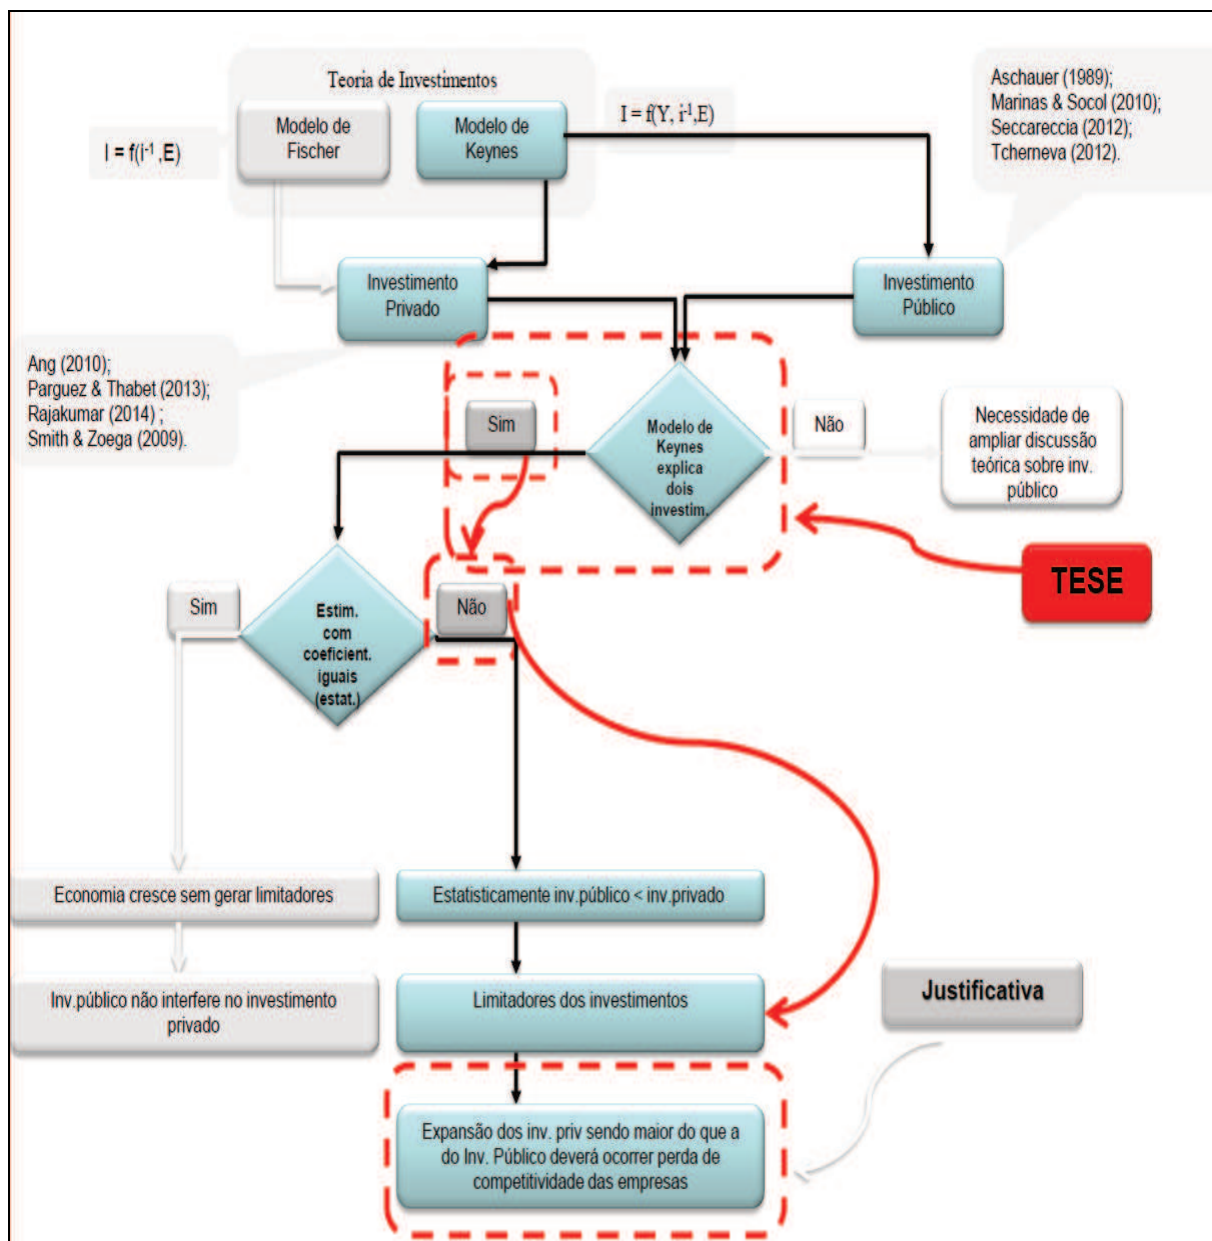 Teoria de Investimentos
Modelo de
Fischer
Modelo de
Keynes
I = f(i⁻¹ ,E)
I = f(Y, i⁻¹,E)
Aschauer (1989);
Marinas & Socol (2010);
Seccareccia (2012);
Tcherneva (2012).
Investimento
Privado
Investimento
Público
Ang (2010);
Parguez & Thabet (2013);
Rajakumar (2014) ;
Smith & Zoega (2009).
Sim
Modelo de
Keynes
explica
dois
investim.
Não
Necessidade de
ampliar discussão
teórica sobre inv.
público
TESE
Sim
Estim.
com
coeficient.
iguais
(estat.)
Não
Economia cresce sem gerar limitadores
Estatisticamente inv.público < inv.privado
Inv.público não interfere no investimento
privado
Limitadores dos investimentos
Justificativa
Expansão dos inv. priv sendo maior do que a
do Inv. Público deverá ocorrer perda de
competitividade das empresas